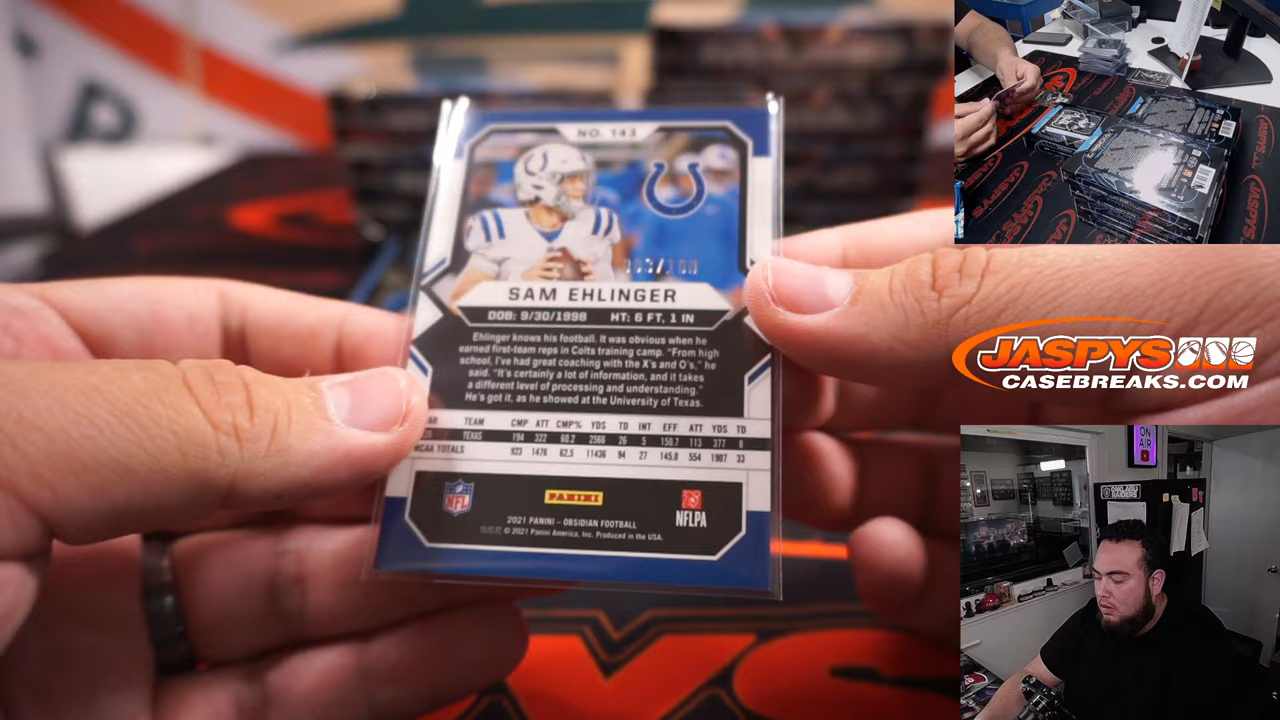 NO. 143
SAM EHLINGER
DOB: 9/30/1998 HT: 6 FT, 1 IN
Ehlinger knows his football. It was obvious when he
earned first-team reps in Colts training camp. "From high
school, I've had great coaching with the X's and O's," he
said. "It's certainly a lot of information, and it takes
a different level of processing and understanding."
He's got it, as he showed at the University of Texas.
TEAM CMP ATT CMP% YDS TD INT EFF ATT YDS TD
TEXAS 194 322 60.2 2566 26 5 150.7 113 377 8
NCAA TOTALS 923 1476 62.5 11436 94 27 145.8 554 1907 33
NFL
PANINI
NFLPA
2021 PANINI – OBSIDIAN FOOTBALL
© 2021 Panini America, Inc. Produced in the USA.
JASPYS
CASEBREAKS.COM
ON
AIR
JASPYS
JASPYS